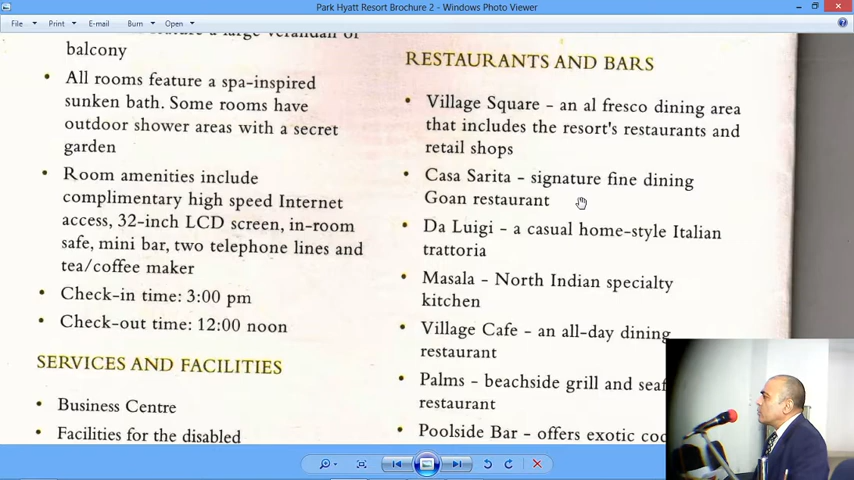 Park Hyatt Resort Brochure 2 - Windows Photo Viewer
File Print E-mail Burn Open
balcony
All rooms feature a spa-inspired
sunken bath. Some rooms have
outdoor shower areas with a secret
garden
Room amenities include
complimentary high speed Internet
access, 32-inch LCD screen, in-room
safe, mini bar, two telephone lines and
tea/coffee maker
Check-in time: 3:00 pm
Check-out time: 12:00 noon
SERVICES AND FACILITIES
Business Centre
Facilities for the disabled
RESTAURANTS AND BARS
Village Square - an al fresco dining area
that includes the resort's restaurants and
retail shops
Casa Sarita - signature fine dining
Goan restaurant
Da Luigi - a casual home-style Italian
trattoria
Masala - North Indian specialty
kitchen
Village Cafe - an all-day dining
restaurant
Palms - beachside grill and
restaurant
Poolside Bar - offers exotic